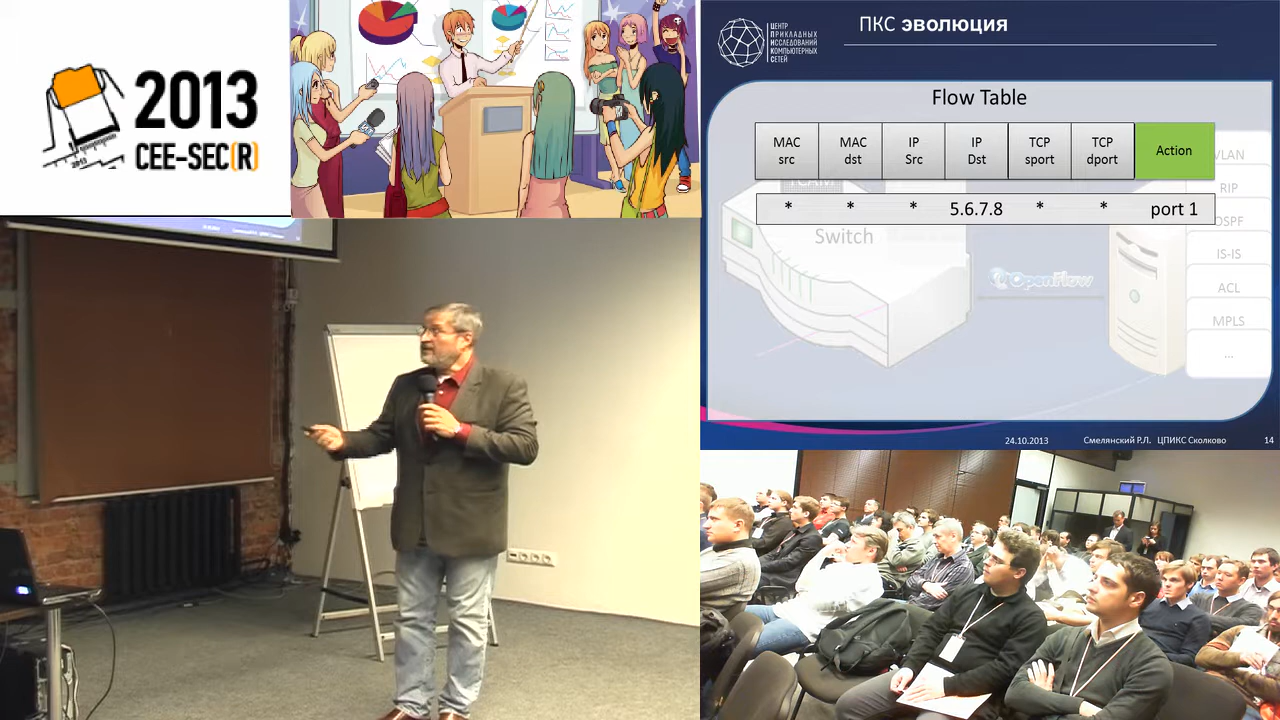 2013
CEE-SEC(R)
ЦЕНТР
ПРИКЛАДНЫХ
ИССЛЕДОВАНИЙ
КОМПЬЮТЕРНЫХ
СЕТЕЙ
ПКС эволюция
Flow Table
MAC src
MAC dst
IP Src
IP Dst
TCP sport
TCP dport
Action
* * * 5.6.7.8 * * port 1
TCAM
Switch
OpenFlow
VLAN
RIP
OSPF
IS-IS
ACL
MPLS
...
24.10.2013 Смелянский Р.Л. ЦПИКС Сколково 14